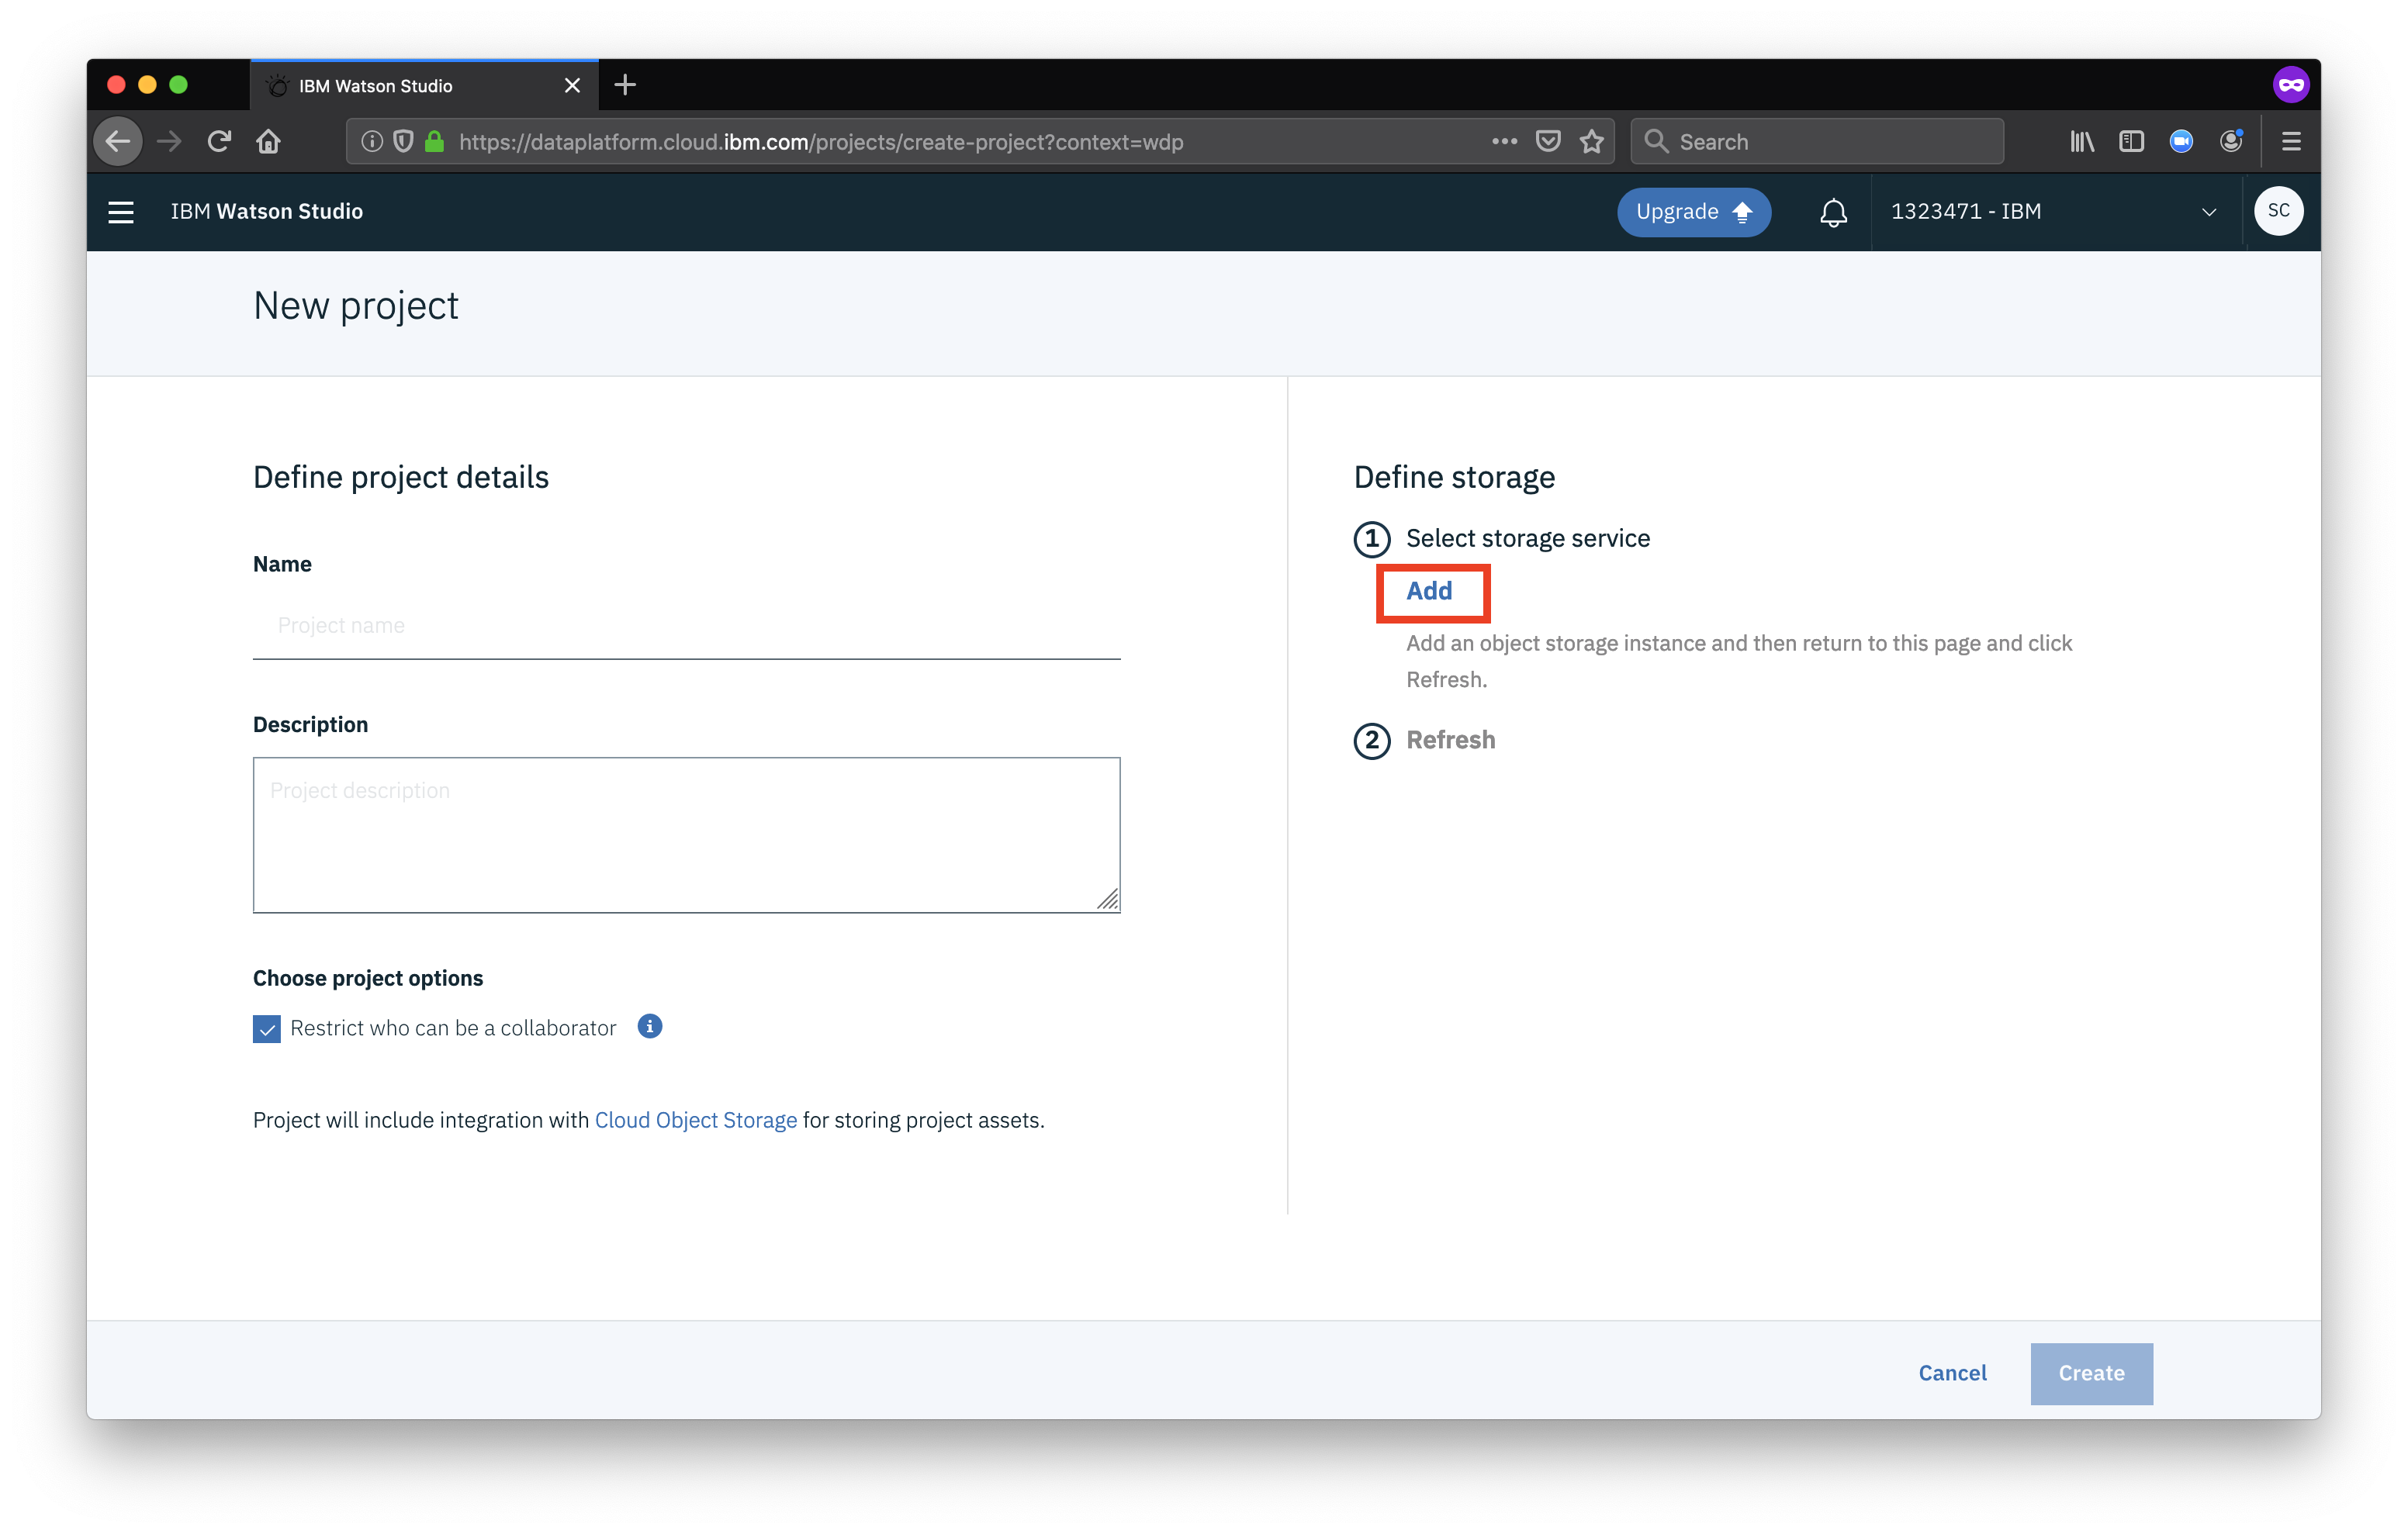 IBM Watson Studio
https://dataplatform.cloud.ibm.com/projects/create-project?context=wdp
Search
IBM Watson Studio
Upgrade
1323471 - IBM
SC
New project
Define project details
Name
Project name
Description
Project description
Choose project options
Restrict who can be a collaborator
Project will include integration with Cloud Object Storage for storing project assets.
Define storage
1 Select storage service
Add
Add an object storage instance and then return to this page and click
Refresh.
2 Refresh
Cancel
Create